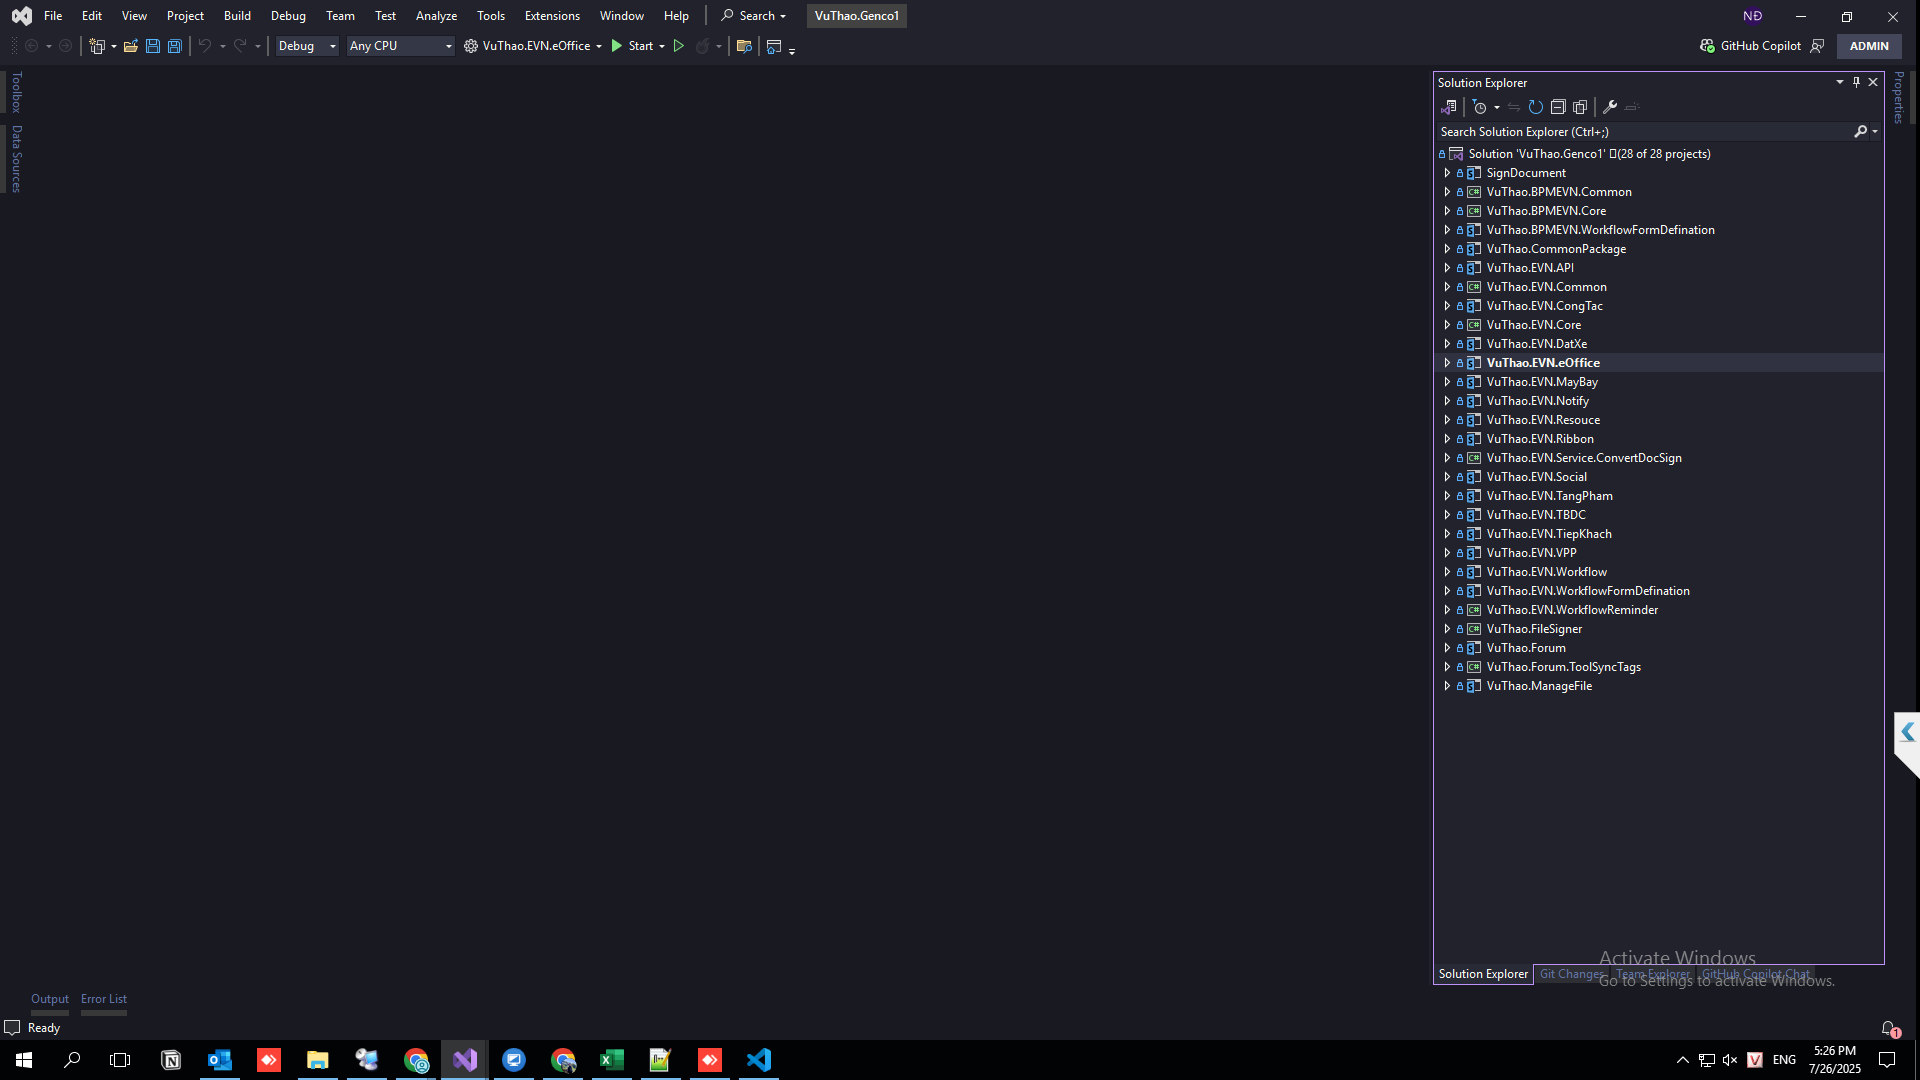 File Edit View Project Build Debug Team Test Analyze Tools Extensions Window Help Search VuThao.Genco1 NĐ
Debug Any CPU VuThao.EVN.eOffice Start GitHub Copilot ADMIN
Toolbox
Data Sources
Properties
Solution Explorer
Search Solution Explorer (Ctrl+;)
Solution 'VuThao.Genco1' (28 of 28 projects)
SignDocument
VuThao.BPMEVN.Common
VuThao.BPMEVN.Core
VuThao.BPMEVN.WorkflowFormDefination
VuThao.CommonPackage
VuThao.EVN.API
VuThao.EVN.Common
VuThao.EVN.CongTac
VuThao.EVN.Core
VuThao.EVN.DatXe
VuThao.EVN.eOffice
VuThao.EVN.MayBay
VuThao.EVN.Notify
VuThao.EVN.Resouce
VuThao.EVN.Ribbon
VuThao.EVN.Service.ConvertDocSign
VuThao.EVN.Social
VuThao.EVN.TangPham
VuThao.EVN.TBDC
VuThao.EVN.TiepKhach
VuThao.EVN.VPP
VuThao.EVN.Workflow
VuThao.EVN.WorkflowFormDefination
VuThao.EVN.WorkflowReminder
VuThao.FileSigner
VuThao.Forum
VuThao.Forum.ToolSyncTags
VuThao.ManageFile
Activate Windows
Go to Settings to activate Windows.
Solution Explorer Git Changes Team Explorer GitHub Copilot Chat
Output Error List
Ready
1
ENG
5:26 PM
7/26/2025